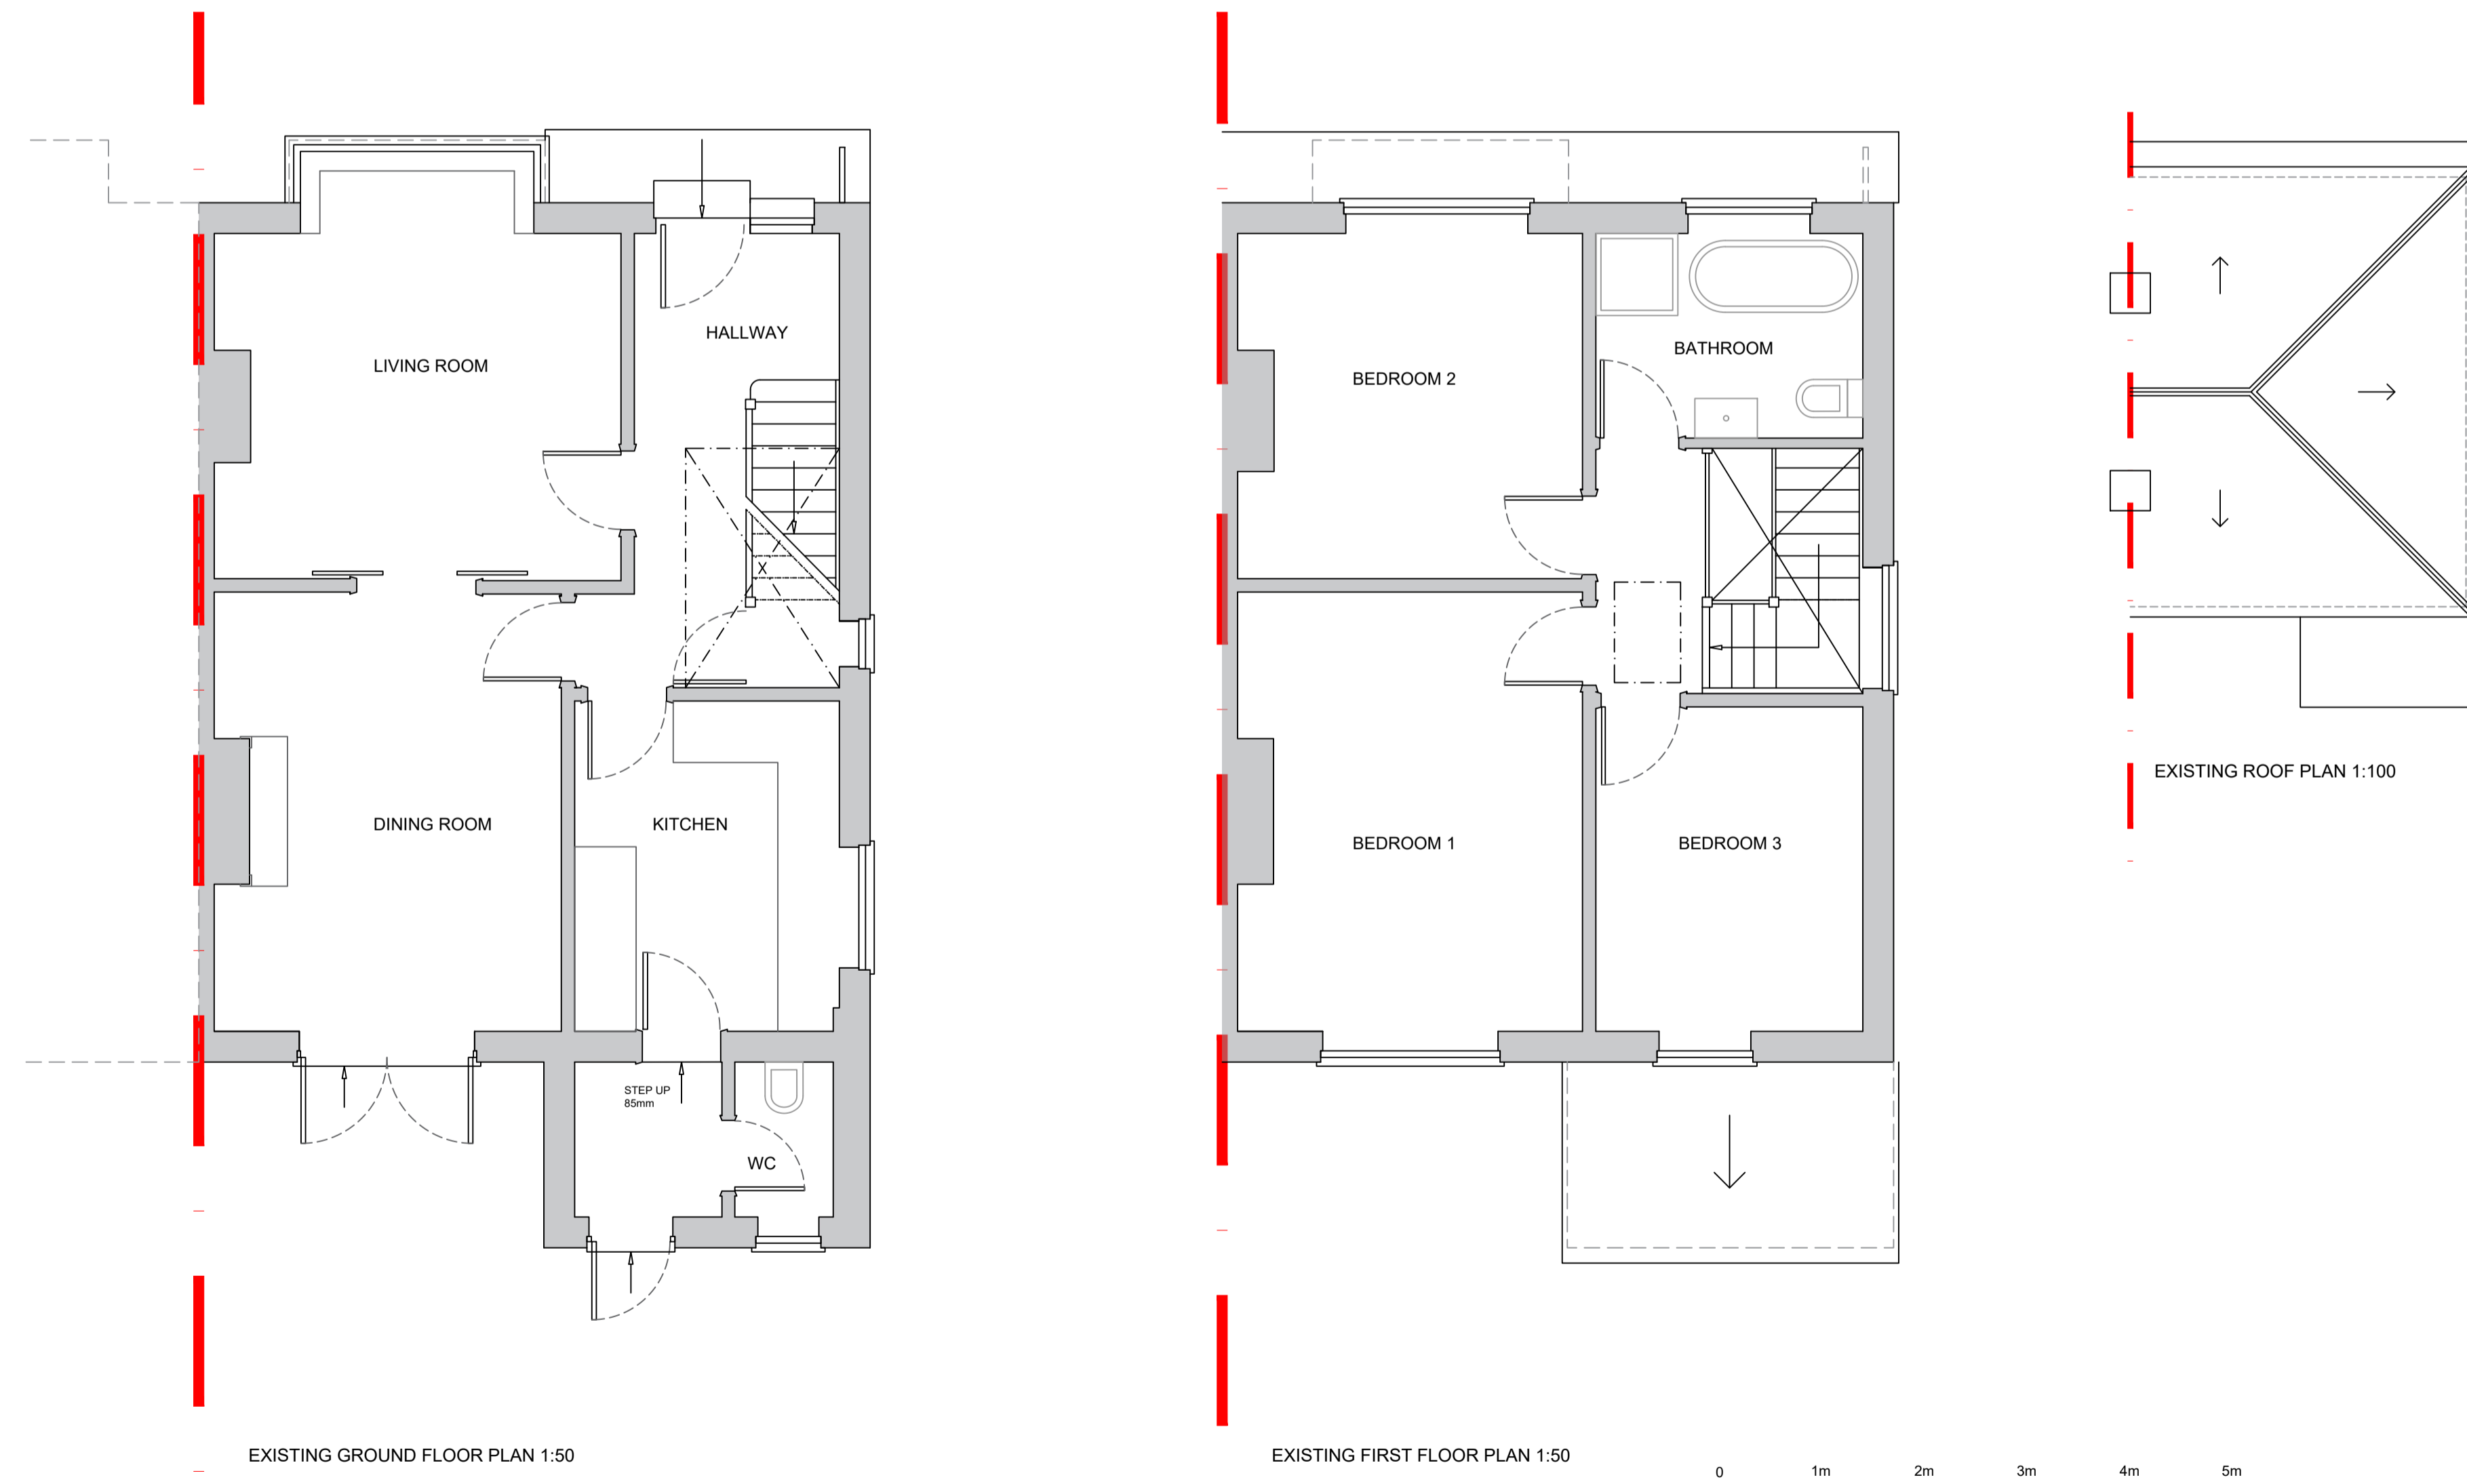 HALLWAY
LIVING ROOM
X
DINING ROOM
KITCHEN
STEP UP
85mm
WC
EXISTING GROUND FLOOR PLAN 1:50
BATHROOM
BEDROOM 2
BEDROOM 1
BEDROOM 3
EXISTING FIRST FLOOR PLAN 1:50
EXISTING ROOF PLAN 1:100
0 1m 2m 3m 4m 5m